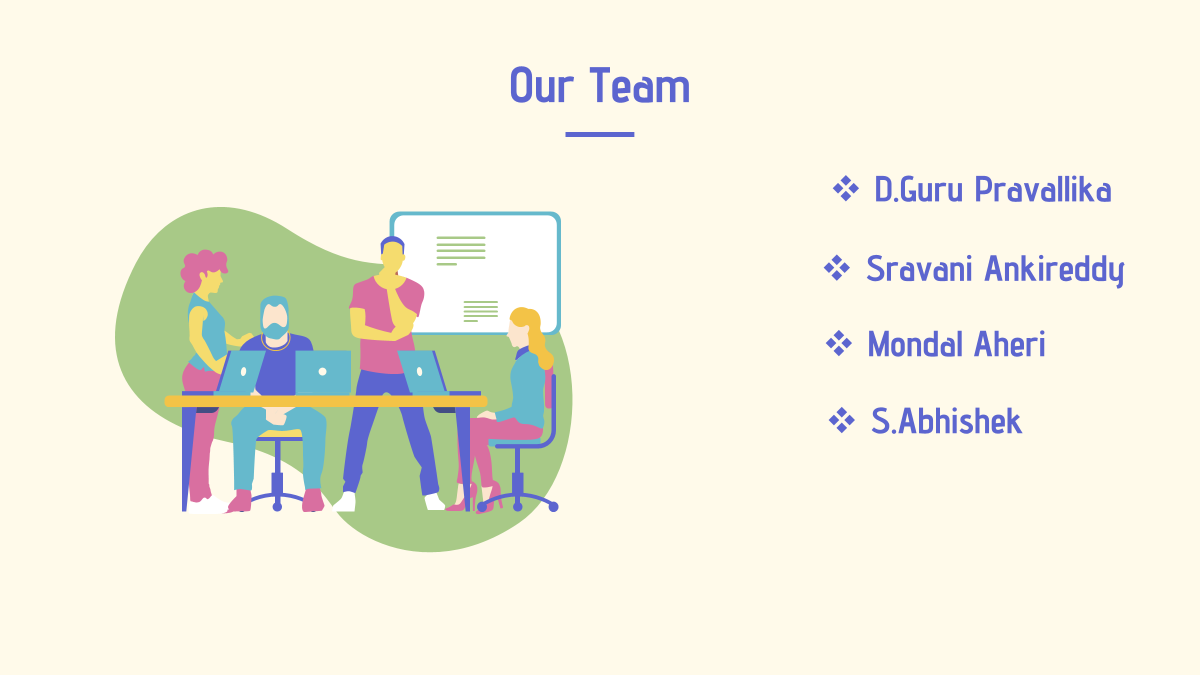 Our Team
❖ D.Guru Pravallika
❖ Sravani Ankireddy
❖ Mondal Aheri
❖ S.Abhishek